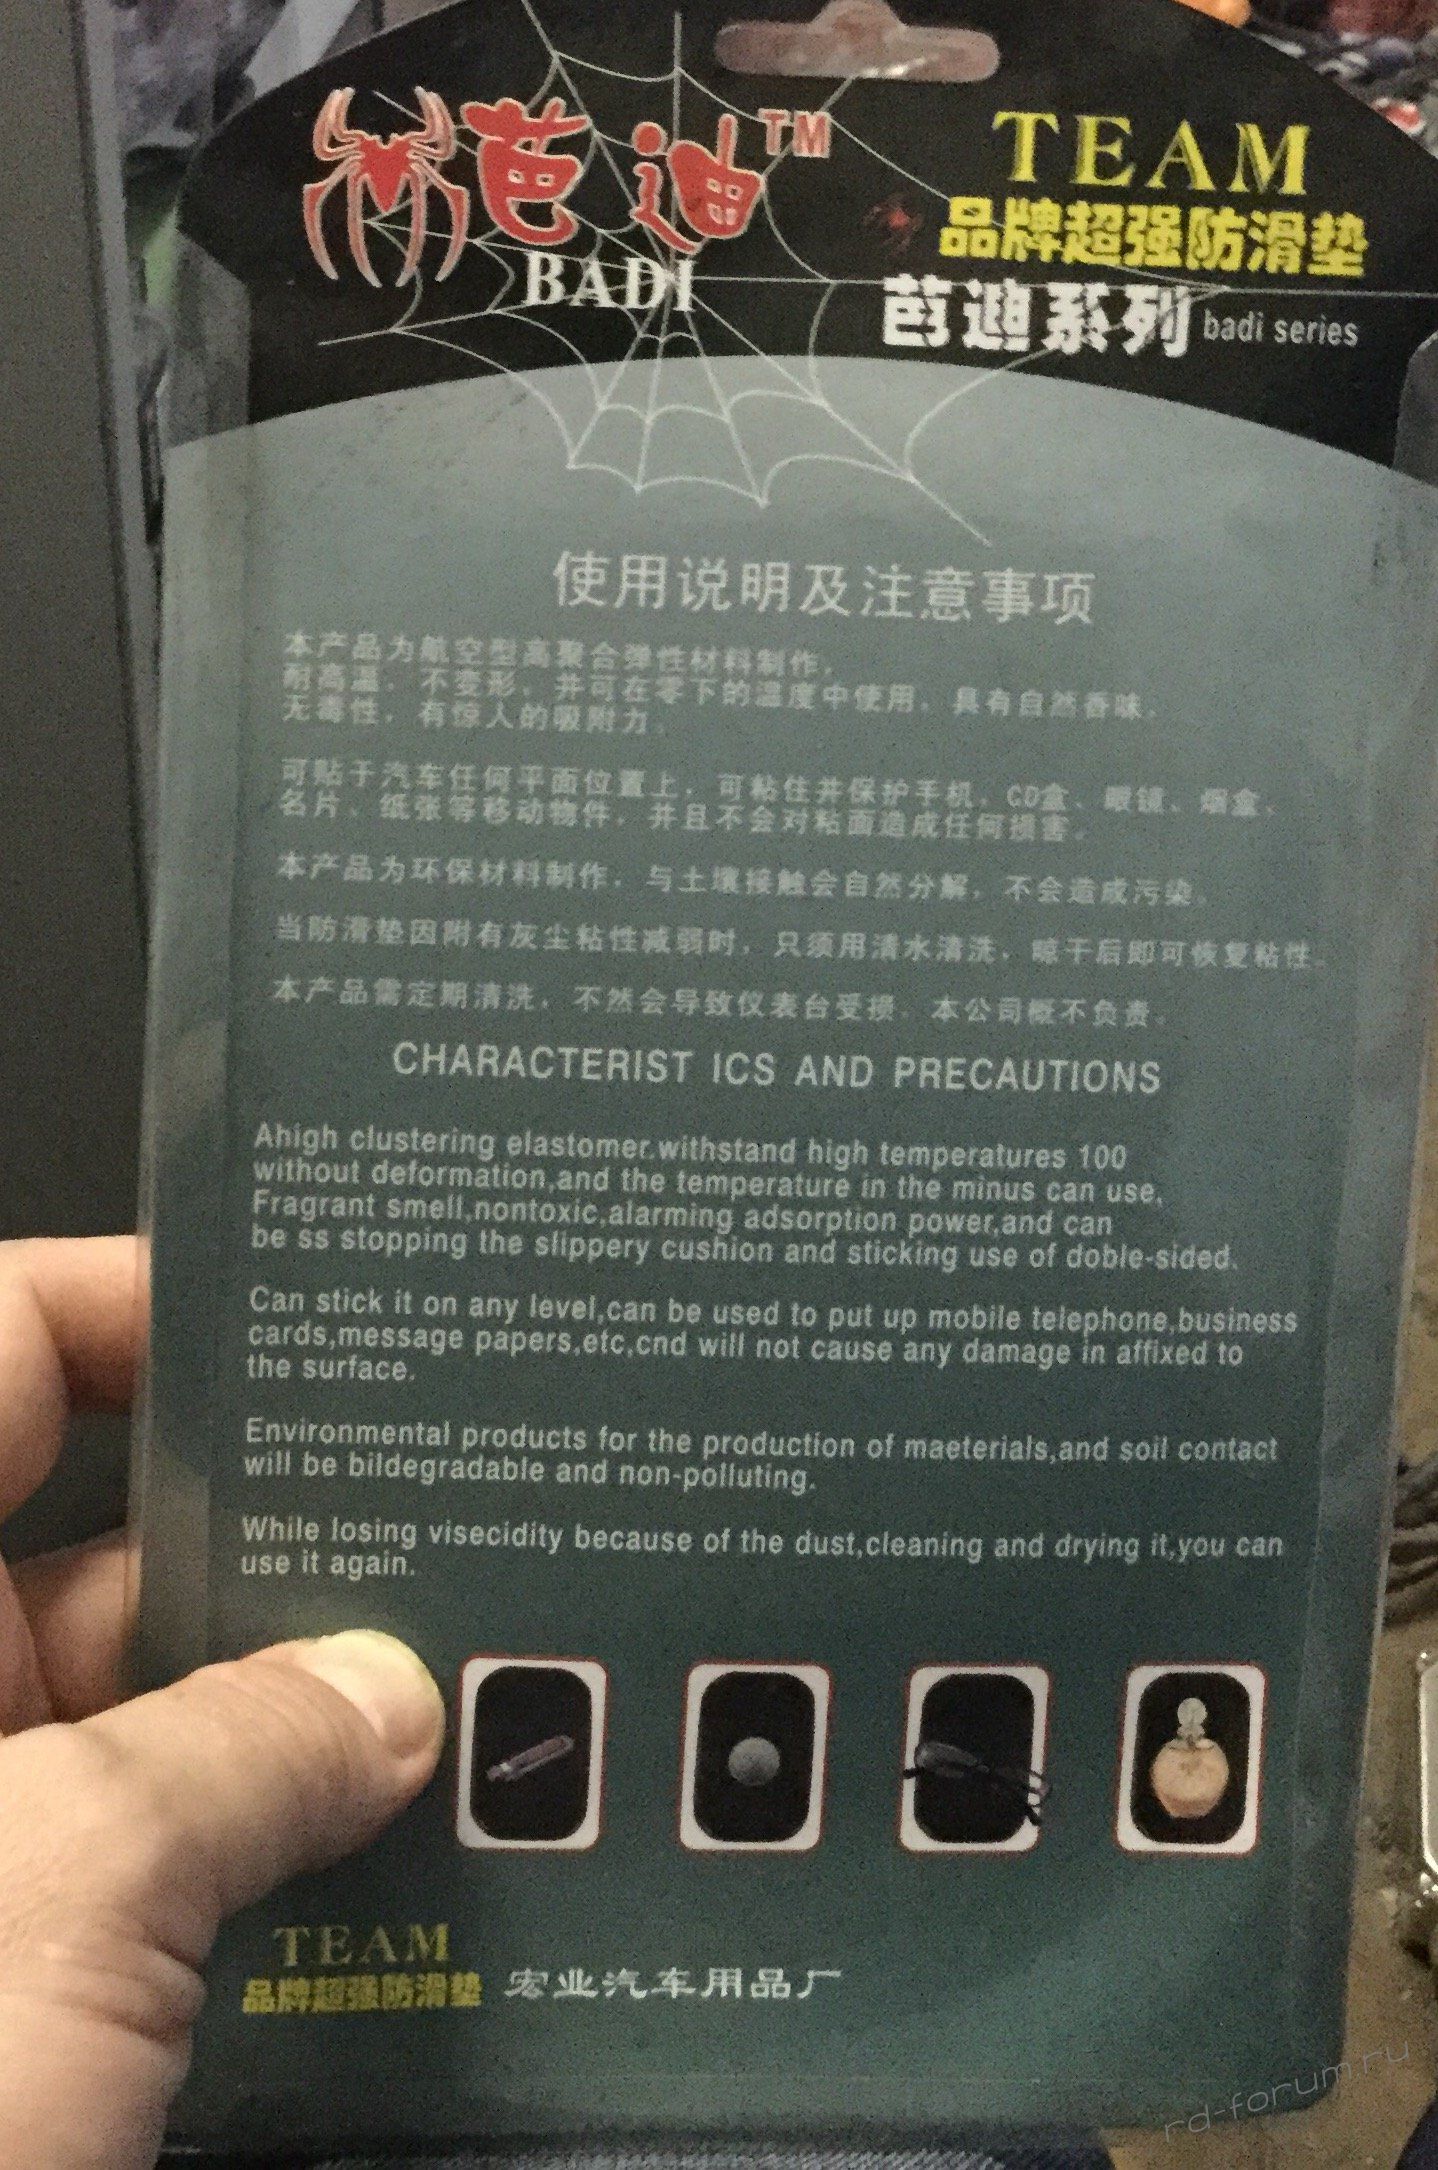 芭迪™
BADI
TEAM
品牌超强防滑垫
芭迪系列 badi series
使用说明及注意事项
本产品为航空型高聚合弹性材料制作，
耐高温，不变形，并可在零下的温度中使用，具有自然香味，
无毒性，有惊人的吸附力。
可贴于汽车任何平面位置上，可粘住并保护手机、CD盒、眼镜、烟盒、
名片、纸张等移动物件，并且不会对粘面造成任何损害。
本产品为环保材料制作，与土壤接触会自然分解，不会造成污染。
当防滑垫因附有灰尘粘性减弱时，只须用清水清洗，晾干后即可恢复粘性。
本产品需定期清洗，不然会导致仪表台受损，本公司概不负责。
CHARACTERIST ICS AND PRECAUTIONS
Ahigh clustering elastomer.withstand high temperatures 100
without deformation,and the temperature in the minus can use.
Fragrant smell,nontoxic,alarming adsorption power,and can
be ss stopping the slippery cushion and sticking use of doble-sided.
Can stick it on any level,can be used to put up mobile telephone,business
cards,message papers,etc,cnd will not cause any damage in affixed to
the surface.
Environmental products for the production of maeterials,and soil contact
will be bildegradable and non-polluting.
While losing visecidity because of the dust,cleaning and drying it,you can
use it again.
TEAM
品牌超强防滑垫 宏业汽车用品厂
rd-forum.ru